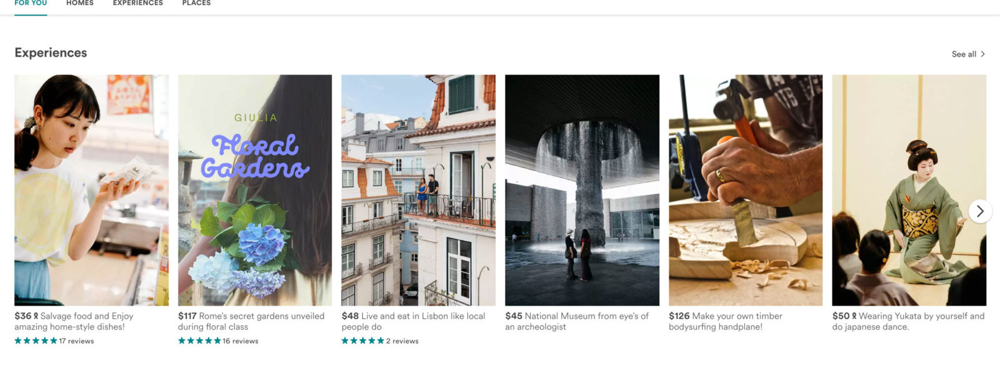 FOR YOU
HOMES
EXPERIENCES
PLACES
Experiences
See all
GIULIA
Floral
Gardens
$36 Salvage food and Enjoy
amazing home-style dishes!
17 reviews
$117 Rome's secret gardens unveiled
during floral class
16 reviews
$48 Live and eat in Lisbon like local
people do
2 reviews
$45 National Museum from eye's of
an archeologist
$126 Make your own timber
bodysurfing handplane!
$50 Wearing Yukata by yourself and
do japanese dance.